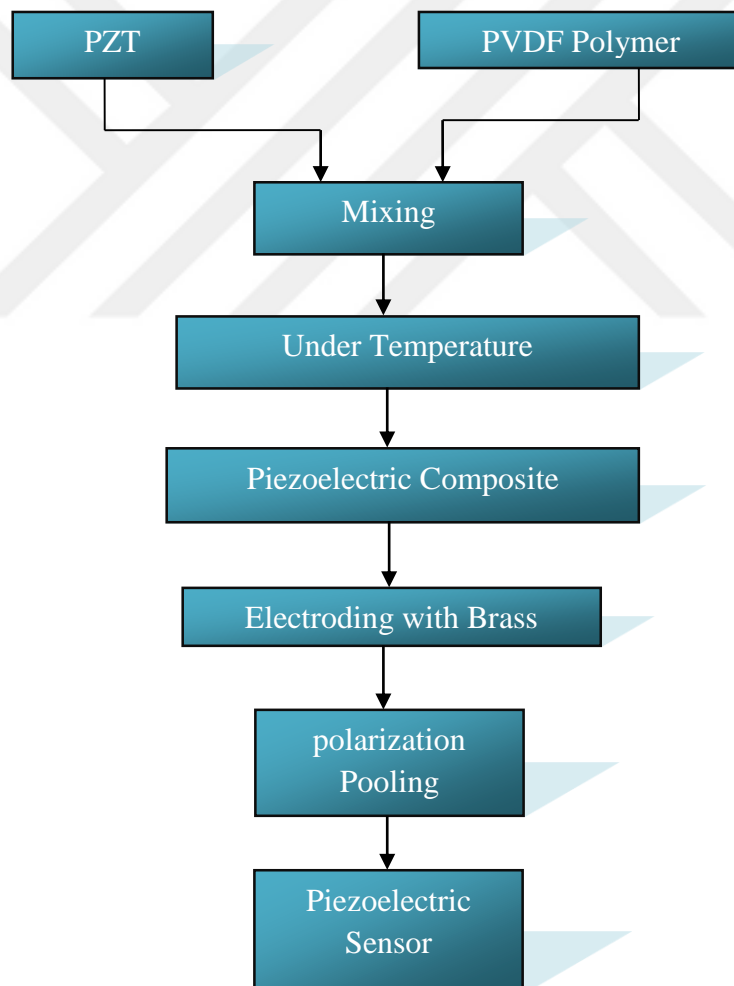 PZT
PVDF Polymer
Mixing
Under Temperature
Piezoelectric Composite
Electroding with Brass
polarization
Pooling
Piezoelectric
Sensor